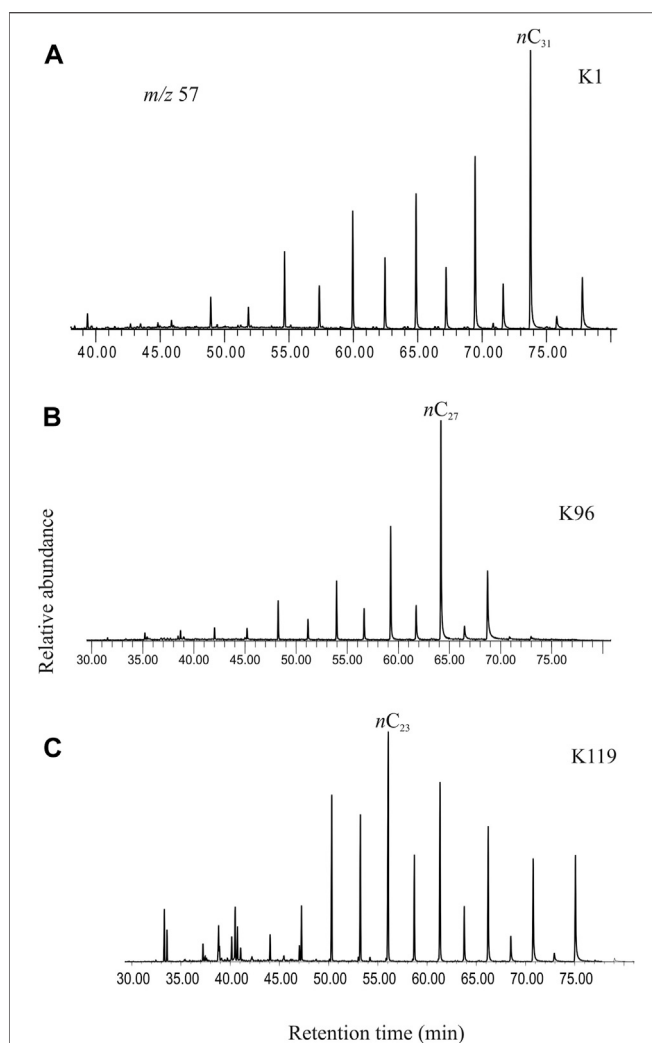 A
nC₃₁
K1
m/z 57
40.00 45.00 50.00 55.00 60.00 65.00 70.00 75.00
B
nC₂₇
K96
30.00 35.00 40.00 45.00 50.00 55.00 60.00 65.00 70.00 75.00
Relative abundance
C
nC₂₃
K119
30.00 35.00 40.00 45.00 50.00 55.00 60.00 65.00 70.00 75.00
Retention time (min)